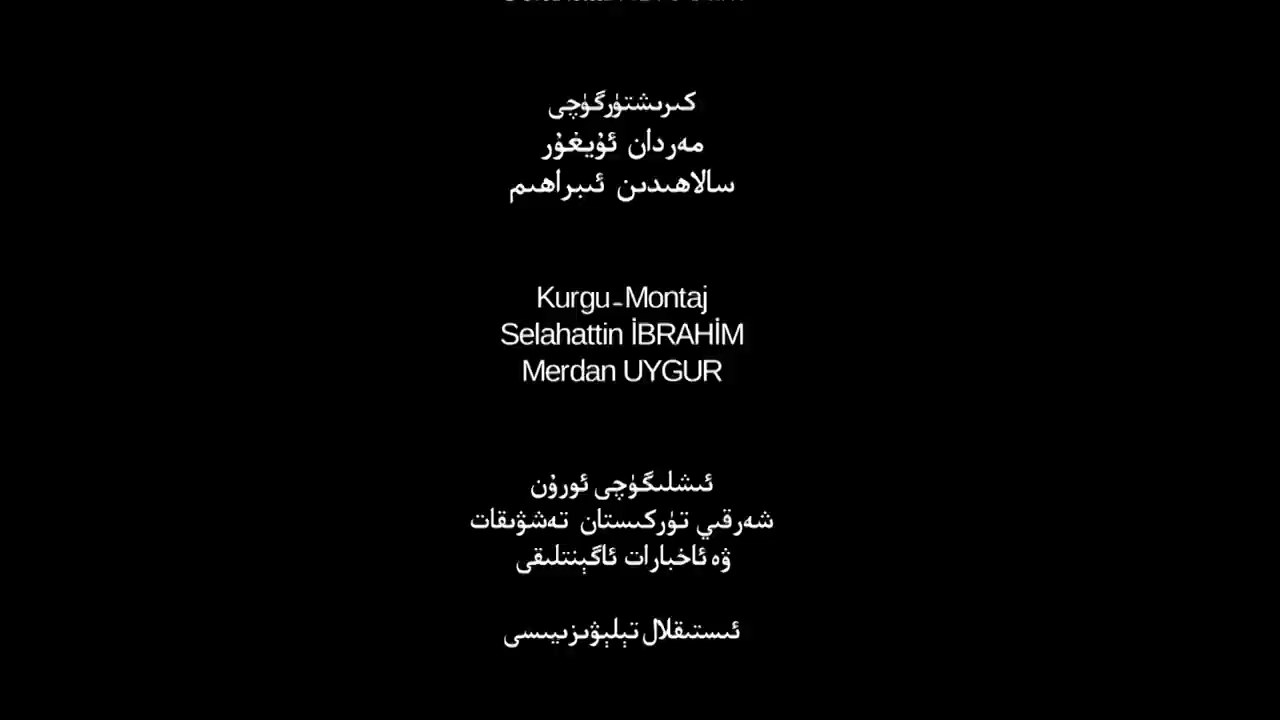 كىرىشتۈرگۈچى
مەردان ئۇيغۇر
سالاھىدىن ئىبراھىم
Kurgu-Montaj
Selahattin İBRAHİM
Merdan UYGUR
ئىشلىگۈچى ئورۇن
شەرقىي تۈركىستان تەشۋىقات
ۋە ئاخبارات ئاگېنتلىقى
ئىستىقلال تېلېۋىزىيىسى